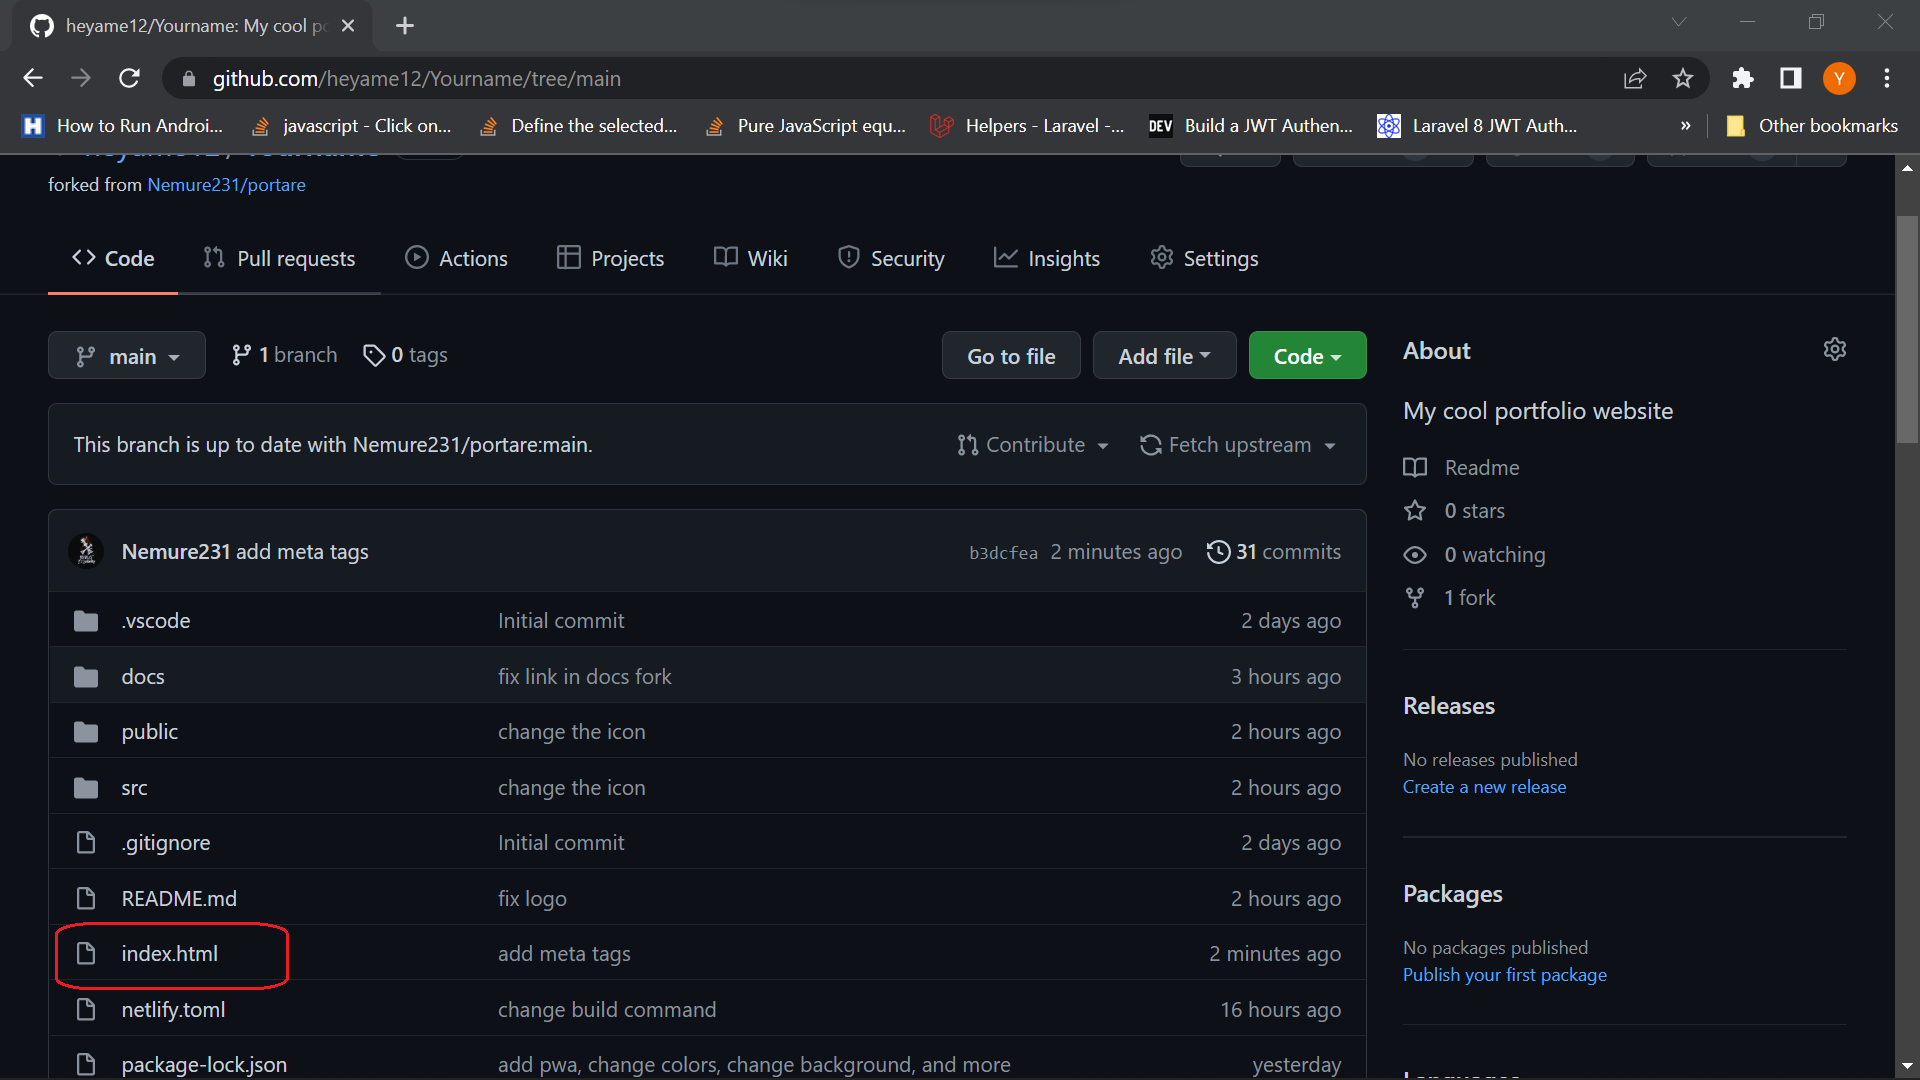 heyame12/Yourname: My cool po
github.com/heyame12/Yourname/tree/main
Y
How to Run Androi...
javascript - Click on...
Define the selected...
Pure JavaScript equ...
Helpers - Laravel -...
DEV Build a JWT Authen...
Laravel 8 JWT Auth...
»
Other bookmarks
heyame12 / Yourname
forked from Nemure231/portare
Code
Pull requests
Actions
Projects
Wiki
Security
Insights
Settings
main
1 branch
0 tags
Go to file
Add file
Code
This branch is up to date with Nemure231/portare:main.
Contribute
Fetch upstream
Nemure231 add meta tags
b3dcfea 2 minutes ago
31 commits
.vscode
Initial commit
2 days ago
docs
fix link in docs fork
3 hours ago
public
change the icon
2 hours ago
src
change the icon
2 hours ago
.gitignore
Initial commit
2 days ago
README.md
fix logo
2 hours ago
index.html
add meta tags
2 minutes ago
netlify.toml
change build command
16 hours ago
package-lock.json
add pwa, change colors, change background, and more
yesterday
About
My cool portfolio website
Readme
0 stars
0 watching
1 fork
Releases
No releases published
Create a new release
Packages
No packages published
Publish your first package
Languages